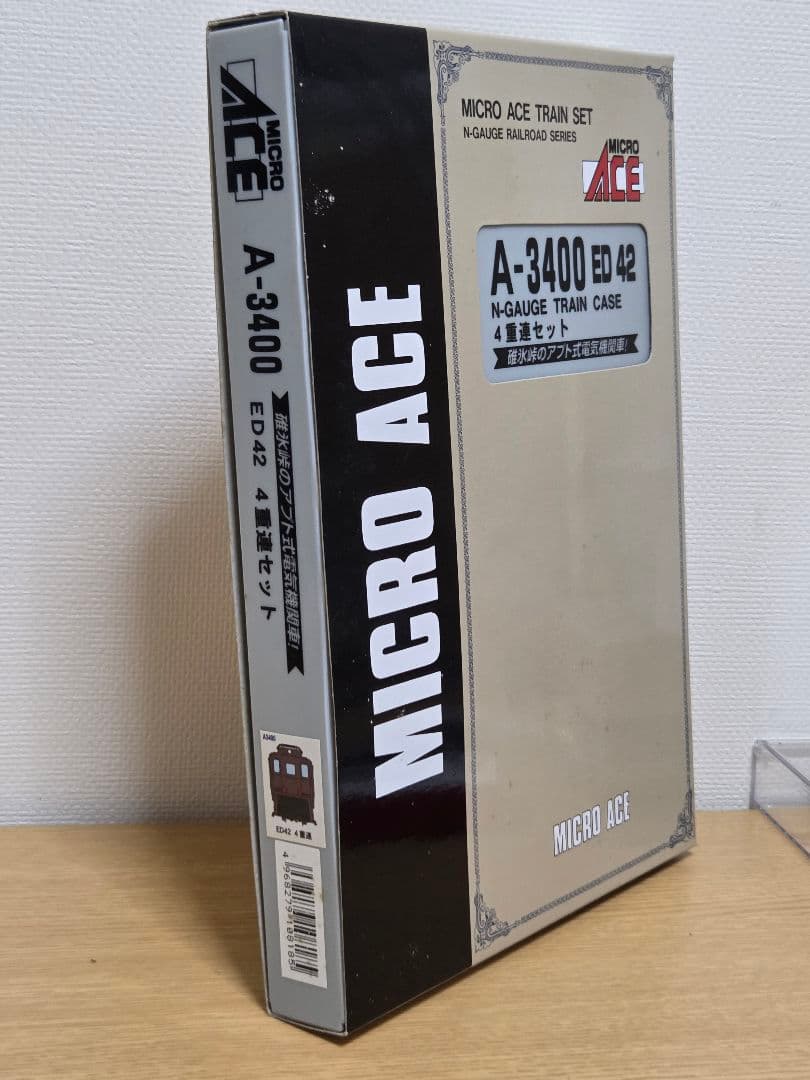 MICRO
ACE
A-3400
碓氷峠のアプト式電気機関車!
ED42 4重連セット
A3400
ED42 4重連
MICRO ACE
MICRO ACE TRAIN SET
N-GAUGE RAILROAD SERIES
MICRO
ACE
A-3400 ED 42
N-GAUGE TRAIN CASE
4重連セット
碓氷峠のアプト式電気機関車!
MICRO ACE